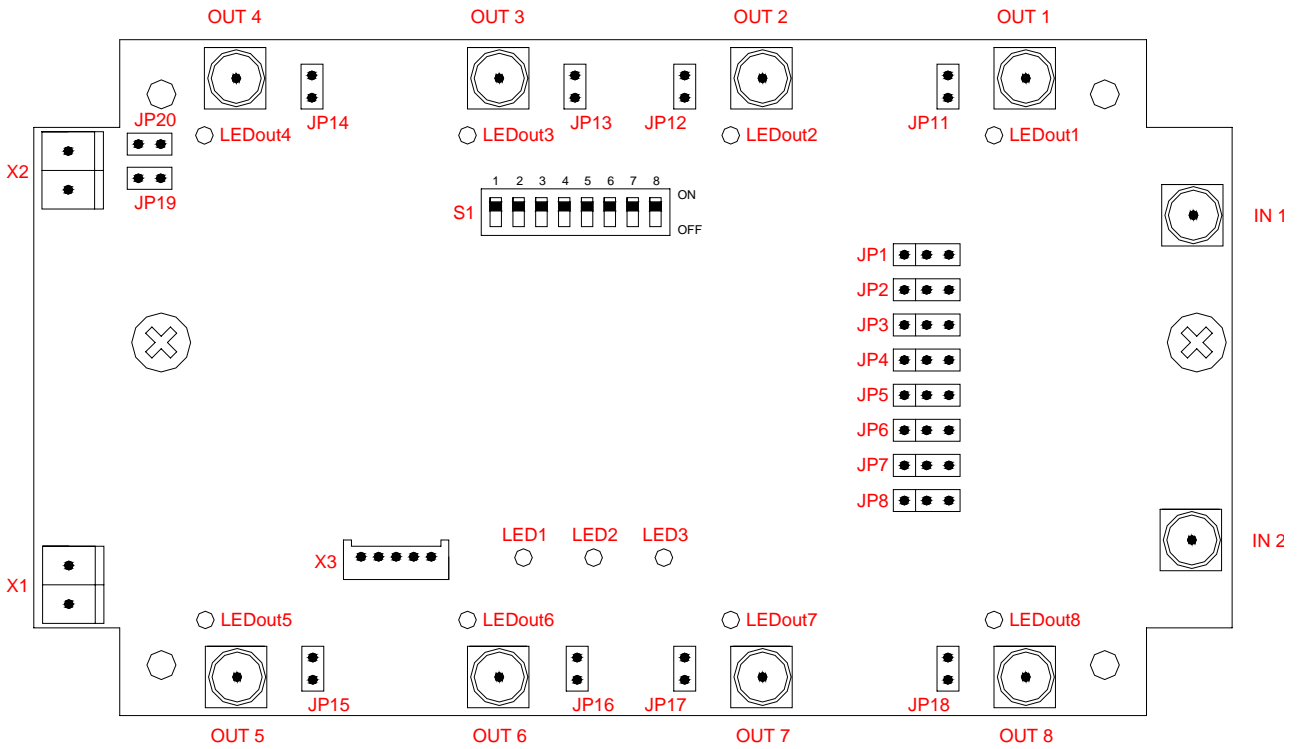 OUT 4 OUT 3 OUT 2 OUT 1
JP20 JP14 JP13 JP12 JP11
LEDout4 LEDout3 LEDout2 LEDout1
X2
JP19
1 2 3 4 5 6 7 8
ON
S1
OFF
IN 1
JP1
JP2
JP3
JP4
JP5
JP6
JP7
JP8
LED1 LED2 LED3
IN 2
X3
X1
LEDout5 LEDout6 LEDout7 LEDout8
JP15 JP16 JP17 JP18
OUT 5 OUT 6 OUT 7 OUT 8